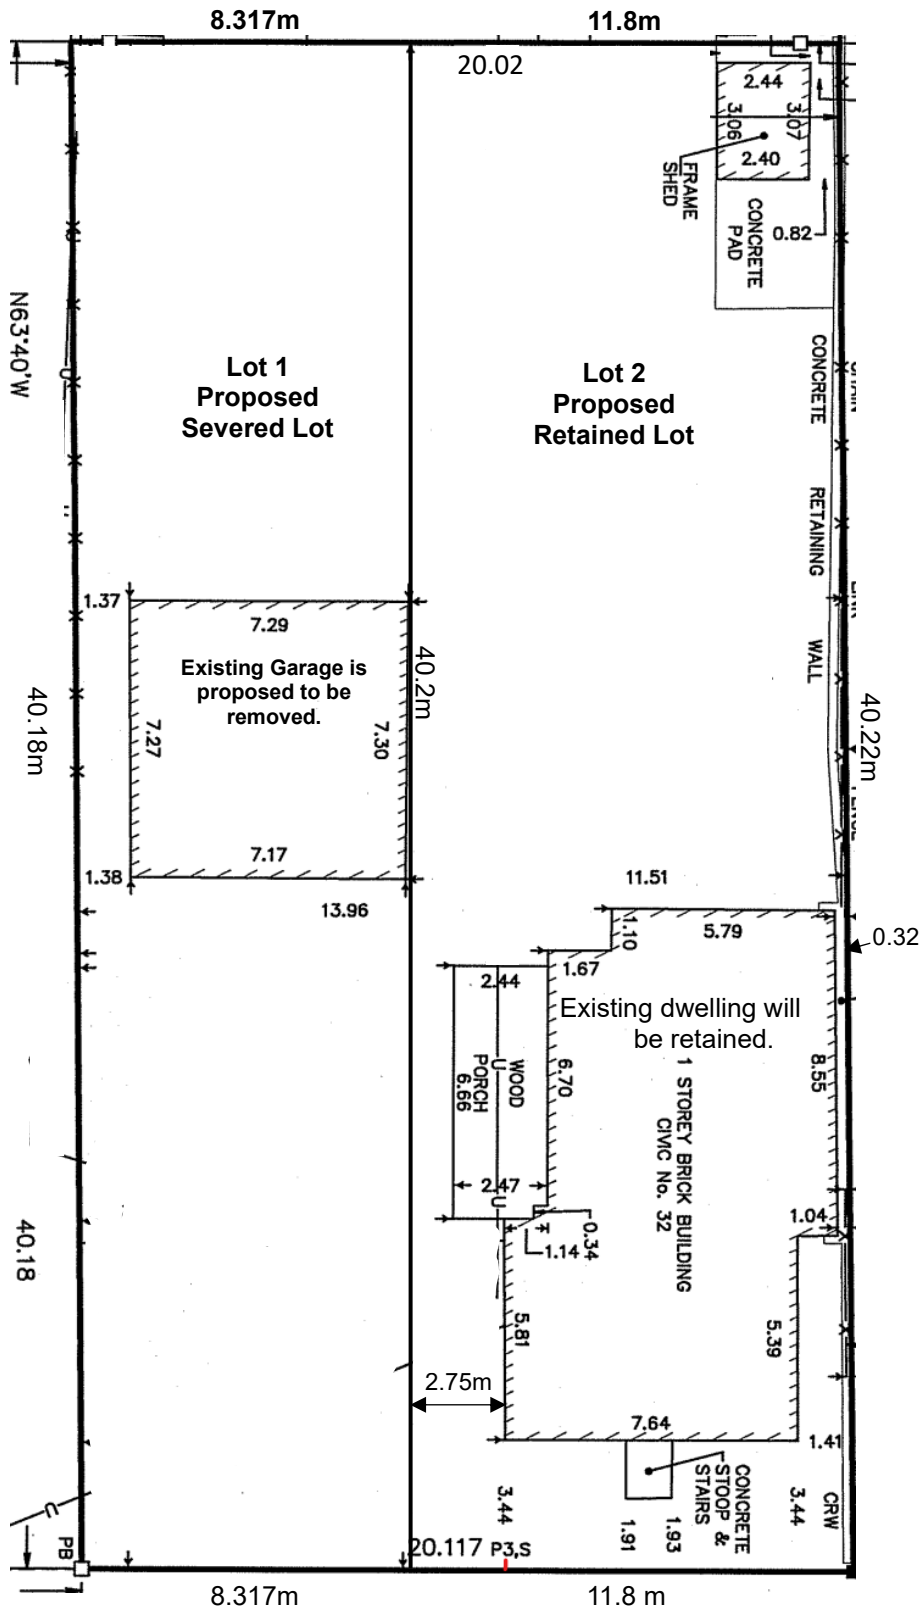 8.317m
11.8m
20.02
2.44
3.06
3.07
2.40
FRAME
SHED
CONCRETE
PAD
0.82
N63°40'W
Lot 1
Proposed
Severed Lot
Lot 2
Proposed
Retained Lot
CONCRETE RETAINING WALL
1.37
7.29
Existing Garage is
proposed to be
removed.
40.2m
7.27
7.30
40.18m
40.22m
7.17
1.38
13.96
11.51
1.10
5.79
0.32
1.67
2.44
Existing dwelling will
be retained.
WOOD
PORCH
6.66
6.70
8.55
1 STOREY BRICK BUILDING
CIVIC No. 32
2.47
U
U
U
0.34
1.14
1.04
40.18
5.81
5.39
2.75m
7.64
1.41
CONCRETE
STOOP &
STAIRS
3.44
3.44
CRW
1.91
1.93
U
PB
20.117 P3,S
8.317m
11.8 m